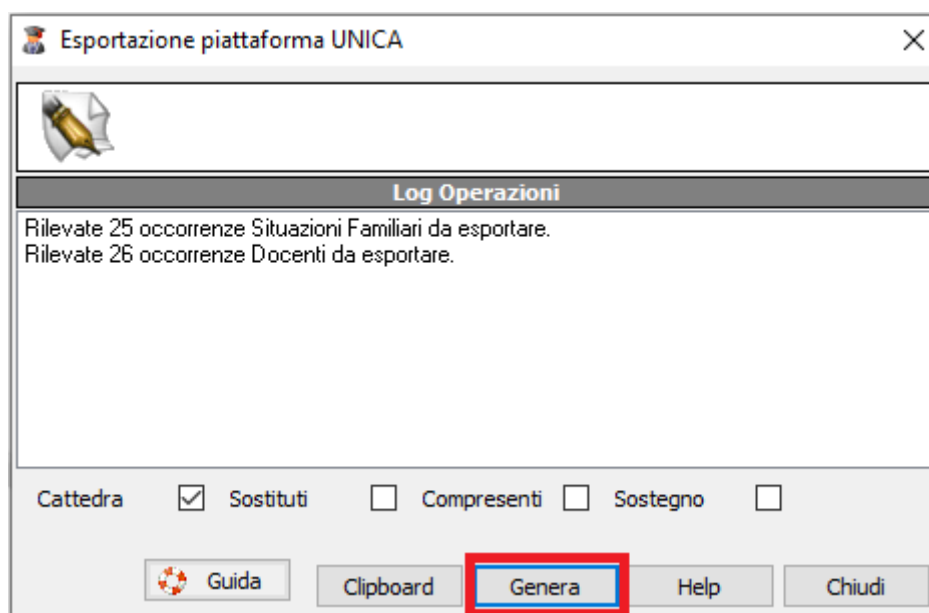 Esportazione piattaforma UNICA
Log Operazioni
Rilevate 25 occorrenze Situazioni Familiari da esportare.
Rilevate 26 occorrenze Docenti da esportare.
Cattedra Sostituti Compresenti Sostegno
Guida Clipboard Genera Help Chiudi